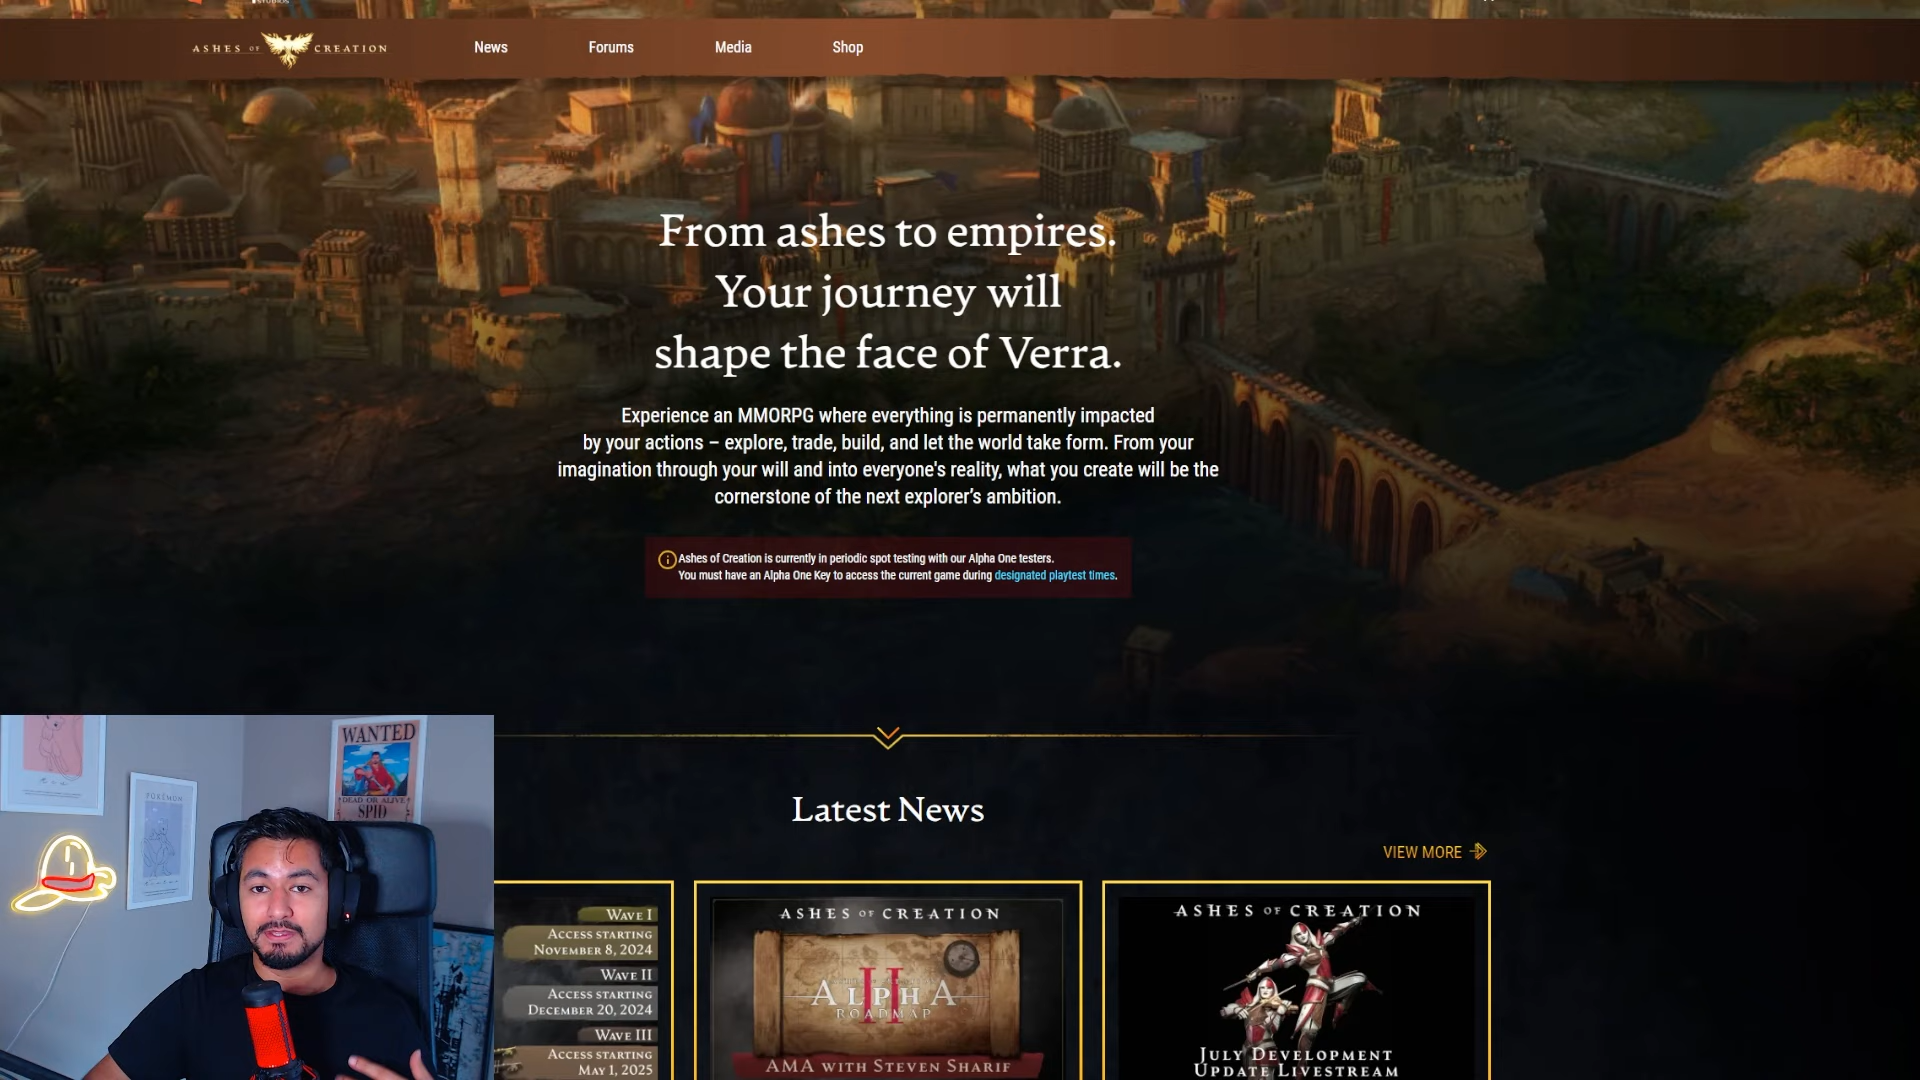 STUDIOS
ASHES OF CREATION
News
Forums
Media
Shop
From ashes to empires.
Your journey will
shape the face of Verra.
Experience an MMORPG where everything is permanently impacted
by your actions – explore, trade, build, and let the world take form. From your
imagination through your will and into everyone's reality, what you create will be the
cornerstone of the next explorer’s ambition.
Ashes of Creation is currently in periodic spot testing with our Alpha One testers.
You must have an Alpha One Key to access the current game during designated playtest times.
Latest News
VIEW MORE
WANTED
DEAD OR ALIVE
SPID
POKÉMON
WAVE I
ACCESS STARTING
NOVEMBER 8, 2024
WAVE II
ACCESS STARTING
DECEMBER 20, 2024
WAVE III
ACCESS STARTING
MAY 1, 2025
ASHES OF CREATION
II
ALPHA
ROADMAP
AMA WITH STEVEN SHARIF
ASHES OF CREATION
JULY DEVELOPMENT
UPDATE LIVESTREAM